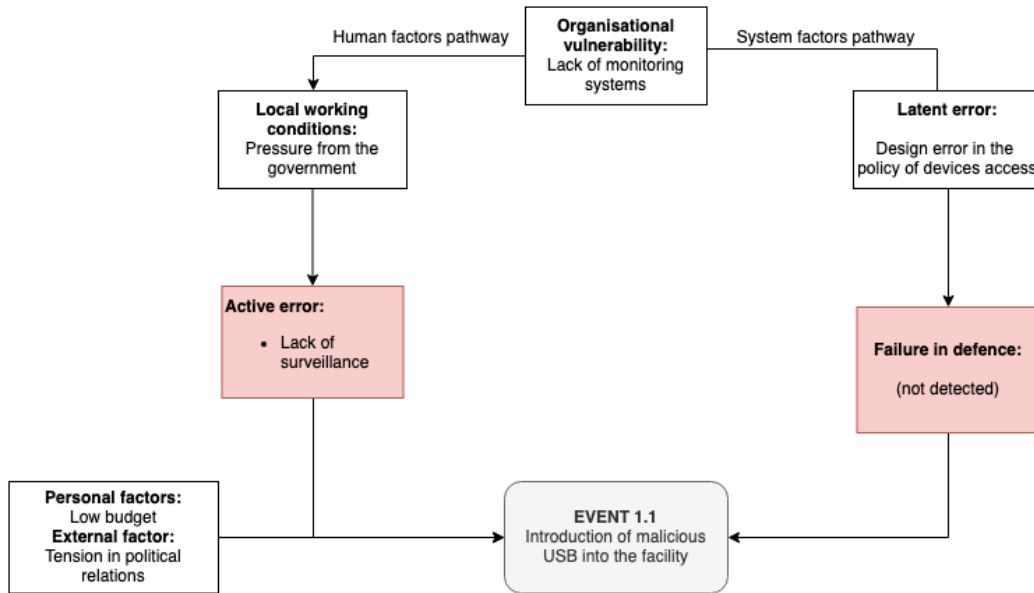 Human factors pathway
Organisational
vulnerability:
Lack of monitoring
systems
System factors pathway
Local working
conditions:
Pressure from the
government
Latent error:
Design error in the
policy of devices access
Active error:
• Lack of
surveillance
Failure in defence:
(not detected)
Personal factors:
Low budget
External factor:
Tension in political
relations
EVENT 1.1
Introduction of malicious
USB into the facility